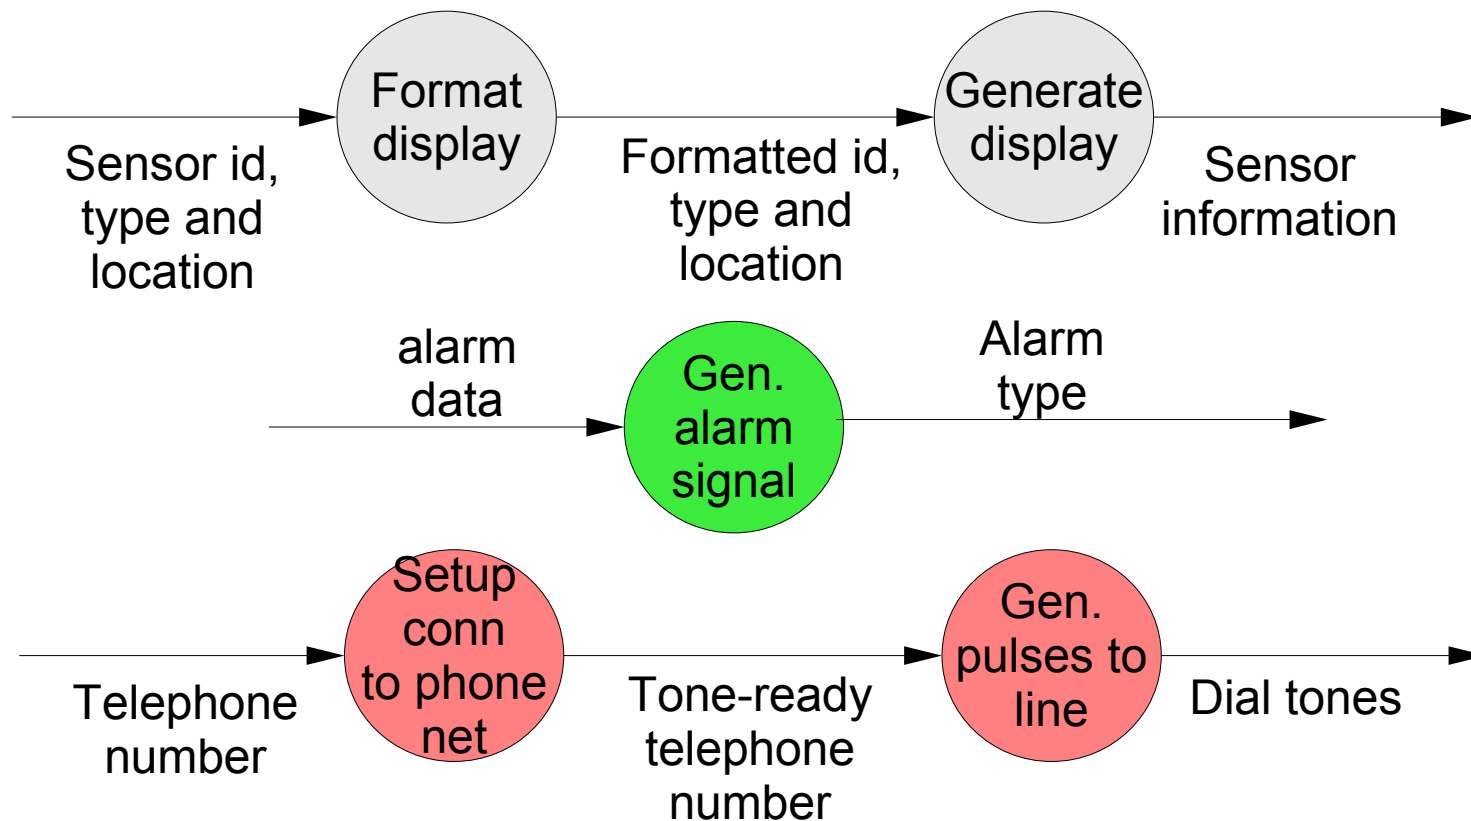 Format
display
Generate
display
Sensor id,
type and
location
Formatted id,
type and
location
Sensor
information
alarm
data
Gen.
alarm
signal
Alarm
type
Setup
conn
to phone
net
Gen.
pulses to
line
Telephone
number
Tone-ready
telephone
number
Dial tones